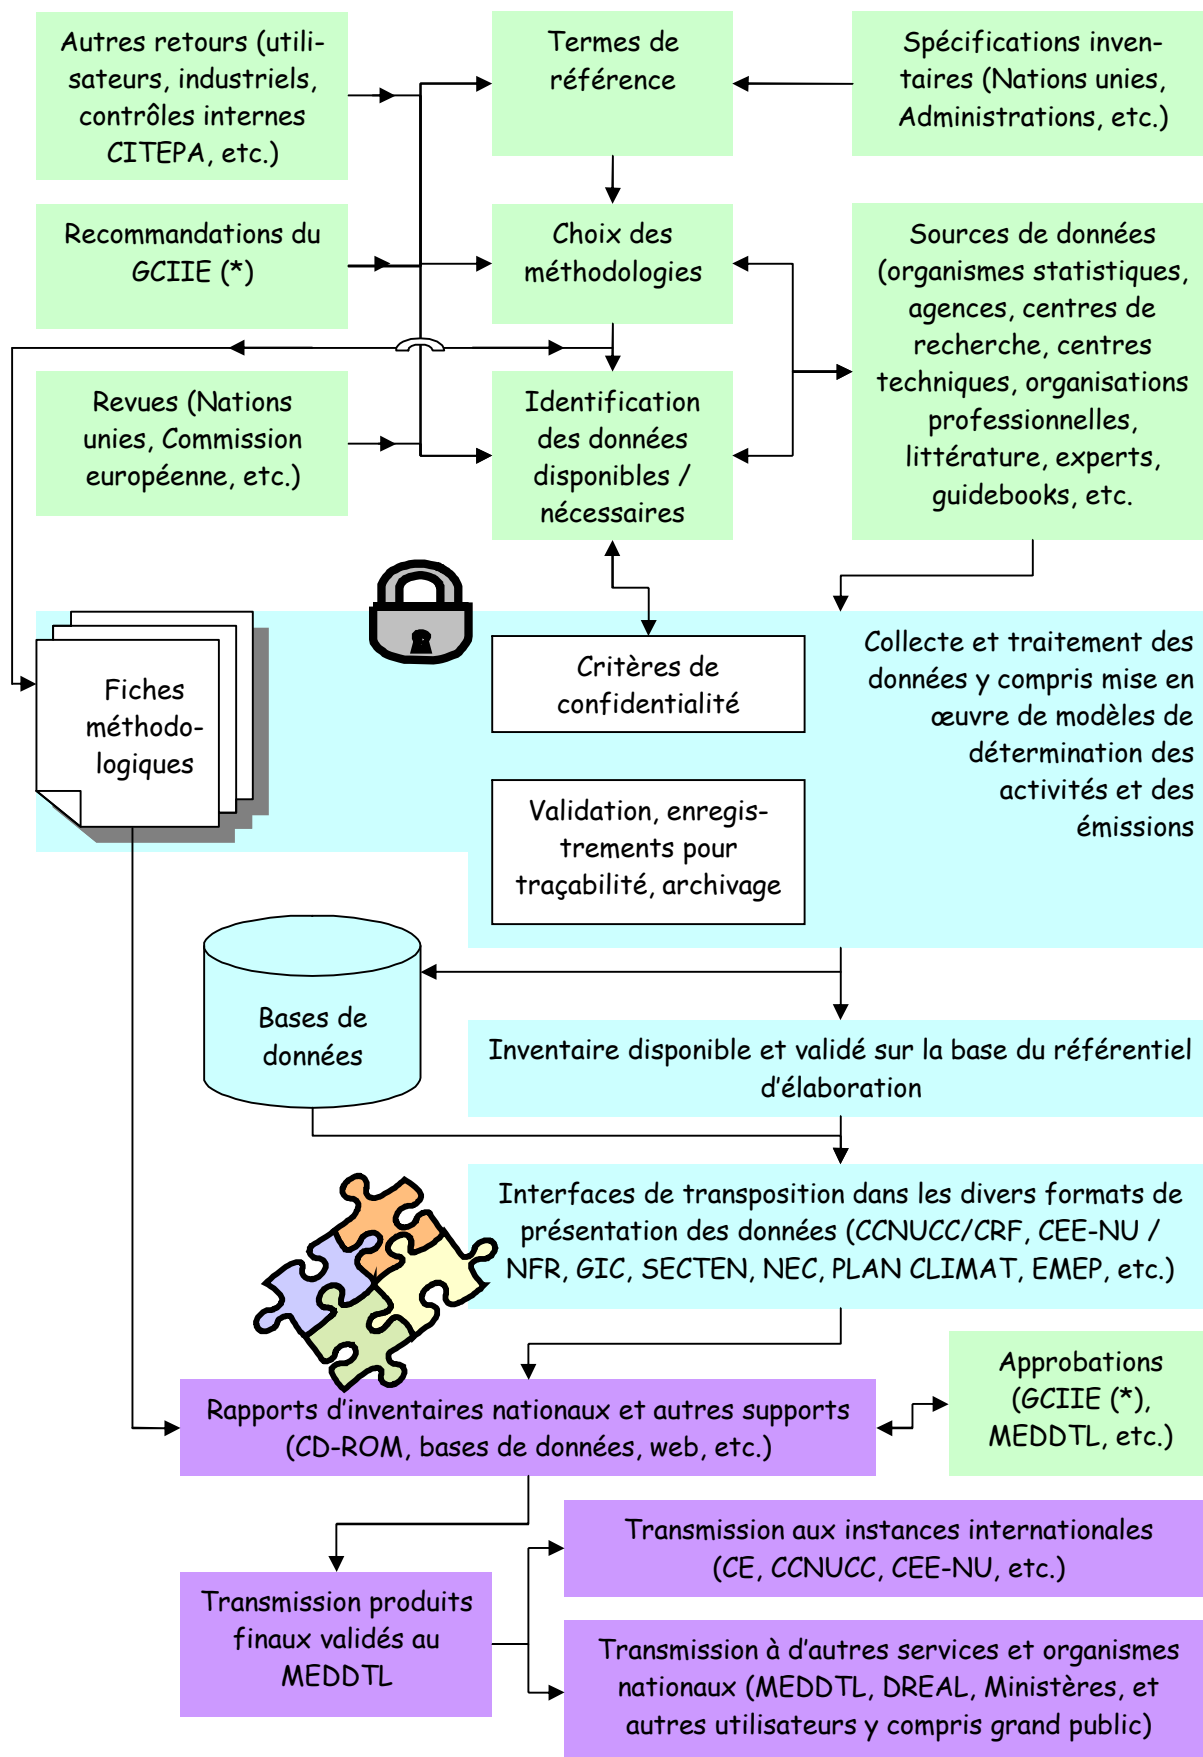 Autres retours (utili-
sateurs, industriels,
contrôles internes
CITEPA, etc.)
Termes de
référence
Spécifications inven-
taires (Nations unies,
Administrations, etc.)
Recommandations du
GCIIE (*)
Choix des
méthodologies
Sources de données
(organismes statistiques,
agences, centres de
recherche, centres
techniques, organisations
professionnelles,
littérature, experts,
guidebooks, etc.
Revues (Nations
unies, Commission
européenne, etc.)
Identification
des données
disponibles /
nécessaires
Fiches
méthodo-
logiques
Critères de
confidentialité
Collecte et traitement des
données y compris mise en
œuvre de modèles de
détermination des
activités et des
émissions
Validation, enregis-
trements pour
traçabilité, archivage
Bases de
données
Inventaire disponible et validé sur la base du référentiel
d’élaboration
Interfaces de transposition dans les divers formats de
présentation des données (CCNUCC/CRF, CEE-NU /
NFR, GIC, SECTEN, NEC, PLAN CLIMAT, EMEP, etc.)
Rapports d’inventaires nationaux et autres supports
(CD-ROM, bases de données, web, etc.)
Approbations
(GCIIE (*),
MEDDTL, etc.)
Transmission produits
finaux validés au
MEDDTL
Transmission aux instances internationales
(CE, CCNUCC, CEE-NU, etc.)
Transmission à d’autres services et organismes
nationaux (MEDDTL, DREAL, Ministères, et
autres utilisateurs y compris grand public)